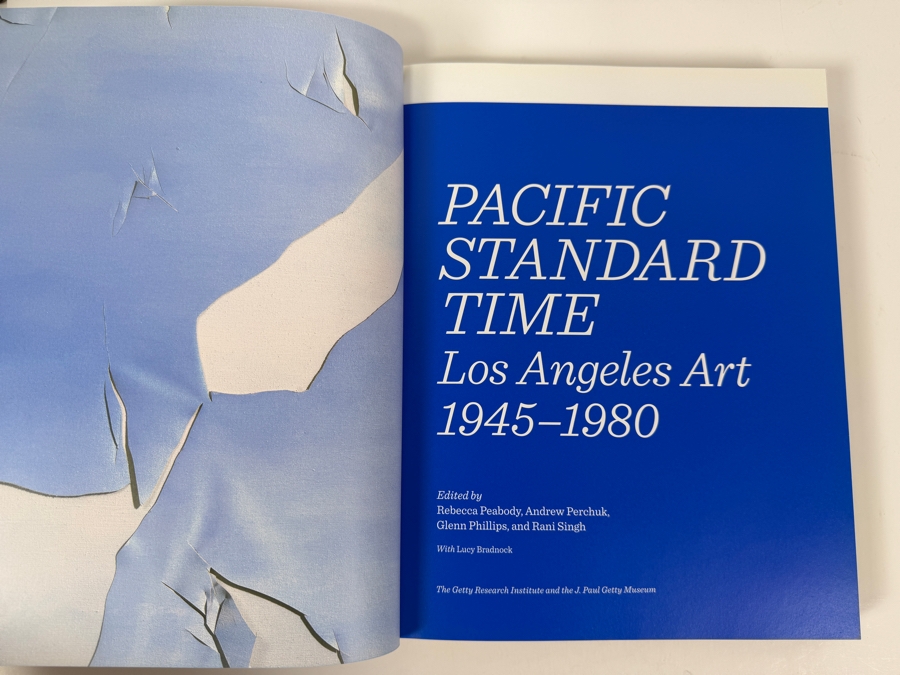 PACIFIC
STANDARD
TIME
Los Angeles Art
1945–1980
Edited by
Rebecca Peabody, Andrew Perchuk,
Glenn Phillips, and Rani Singh
With Lucy Bradnock
The Getty Research Institute and the J. Paul Getty Museum